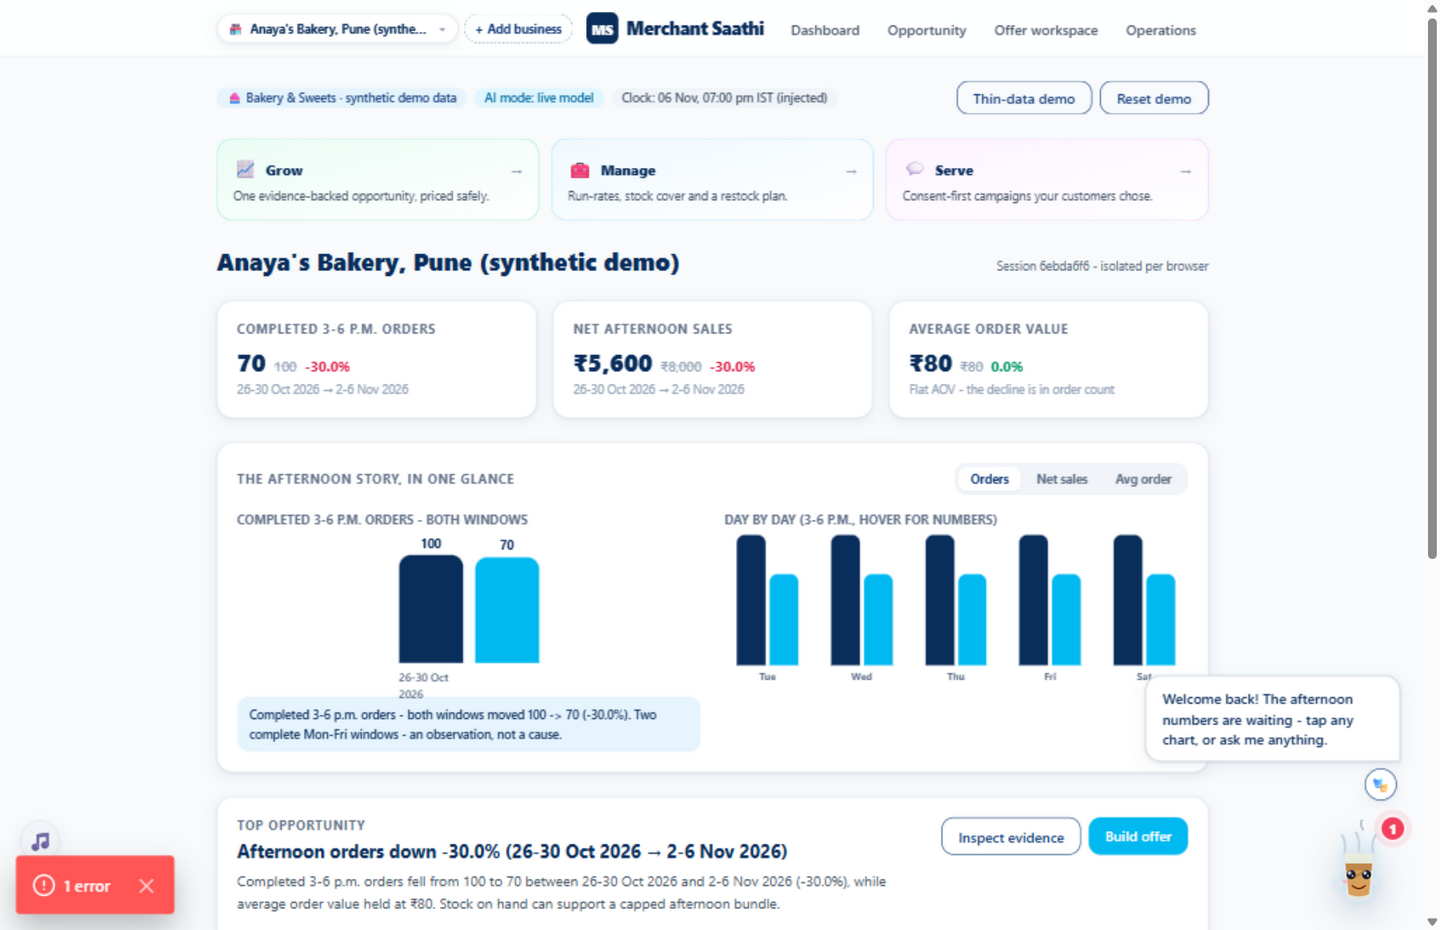 Anaya's Bakery, Pune (synthe...
+ Add business
MS
Merchant Saathi
Dashboard
Opportunity
Offer workspace
Operations
Bakery & Sweets · synthetic demo data
AI mode: live model
Clock: 06 Nov, 07:00 pm IST (injected)
Thin-data demo
Reset demo
Grow →
One evidence-backed opportunity, priced safely.
Manage →
Run-rates, stock cover and a restock plan.
Serve →
Consent-first campaigns your customers chose.
Anaya's Bakery, Pune (synthetic demo)
Session 6ebda6f6 - isolated per browser
COMPLETED 3-6 P.M. ORDERS
70 100 -30.0%
26-30 Oct 2026 → 2-6 Nov 2026
NET AFTERNOON SALES
₹5,600 ₹8,000 -30.0%
26-30 Oct 2026 → 2-6 Nov 2026
AVERAGE ORDER VALUE
₹80 ₹80 0.0%
Flat AOV - the decline is in order count
THE AFTERNOON STORY, IN ONE GLANCE
Orders
Net sales
Avg order
COMPLETED 3-6 P.M. ORDERS - BOTH WINDOWS
100
70
26-30 Oct
2026
Completed 3-6 p.m. orders - both windows moved 100 -> 70 (-30.0%). Two
complete Mon-Fri windows - an observation, not a cause.
DAY BY DAY (3-6 P.M., HOVER FOR NUMBERS)
Tue
Wed
Thu
Fri
Sat
Welcome back! The afternoon
numbers are waiting - tap any
chart, or ask me anything.
1
TOP OPPORTUNITY
Afternoon orders down -30.0% (26-30 Oct 2026 → 2-6 Nov 2026)
Completed 3-6 p.m. orders fell from 100 to 70 between 26-30 Oct 2026 and 2-6 Nov 2026 (-30.0%), while
average order value held at ₹80. Stock on hand can support a capped afternoon bundle.
Inspect evidence
Build offer
1 error